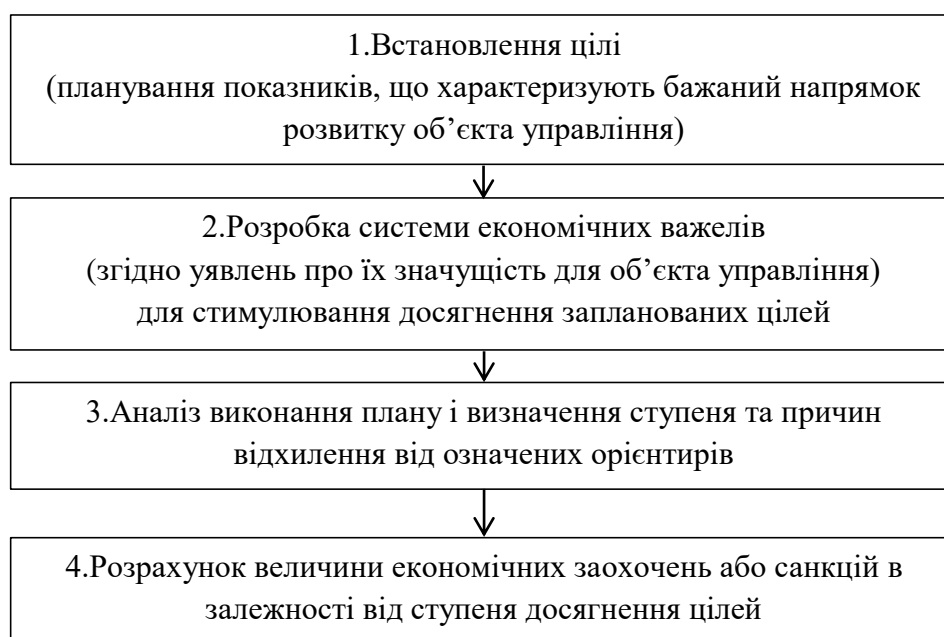 1.Встановлення цілі
(планування показників, що характеризують бажаний напрямок
розвитку об’єкта управління)
2.Розробка системи економічних важелів
(згідно уявлень про їх значущість для об’єкта управління)
для стимулювання досягнення запланованих цілей
3.Аналіз виконання плану і визначення ступеня та причин
відхилення від означених орієнтирів
4.Розрахунок величини економічних заохочень або санкцій в
залежності від ступеня досягнення цілей